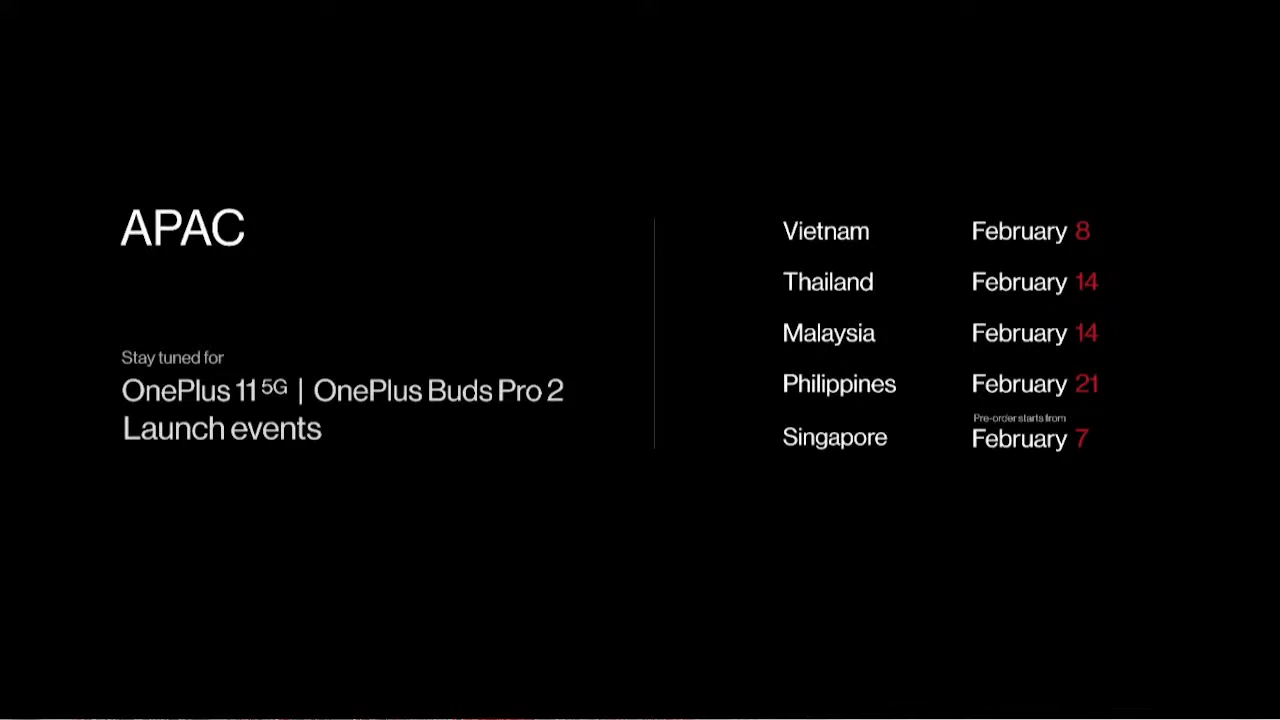 APAC
Stay tuned for
OnePlus 11 5G | OnePlus Buds Pro 2
Launch events
Vietnam February 8
Thailand February 14
Malaysia February 14
Philippines February 21
Pre-order starts from
Singapore February 7